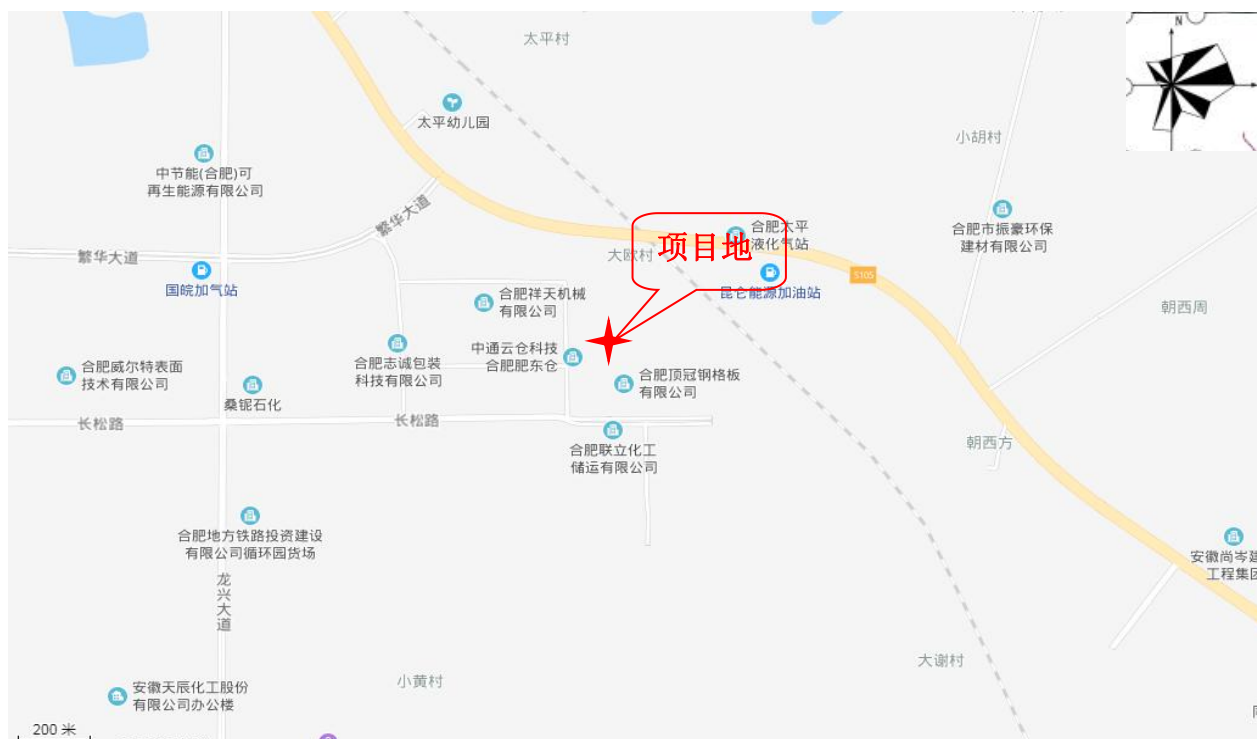 N
太平村
太平幼儿园
小胡村
中节能(合肥)可
再生能源有限公司
繁华大道
合肥太平
液化气站
合肥市振豪环保
建材有限公司
项目地
大欧村
繁华大道
国皖加气站
S105
昆仑能源加油站
合肥祥天机械
有限公司
朝西周
中通云仓科技
合肥肥东仓
合肥志诚包装
科技有限公司
合肥威尔特表面
技术有限公司
合肥顶冠钢格板
有限公司
桑铌石化
长松路
长松路
朝西方
合肥联立化工
储运有限公司
合肥地方铁路投资建设
有限公司循环园货场
安徽尚岑建
工程集团
龙兴大道
大谢村
小黄村
安徽天辰化工股份
有限公司办公楼
200 米